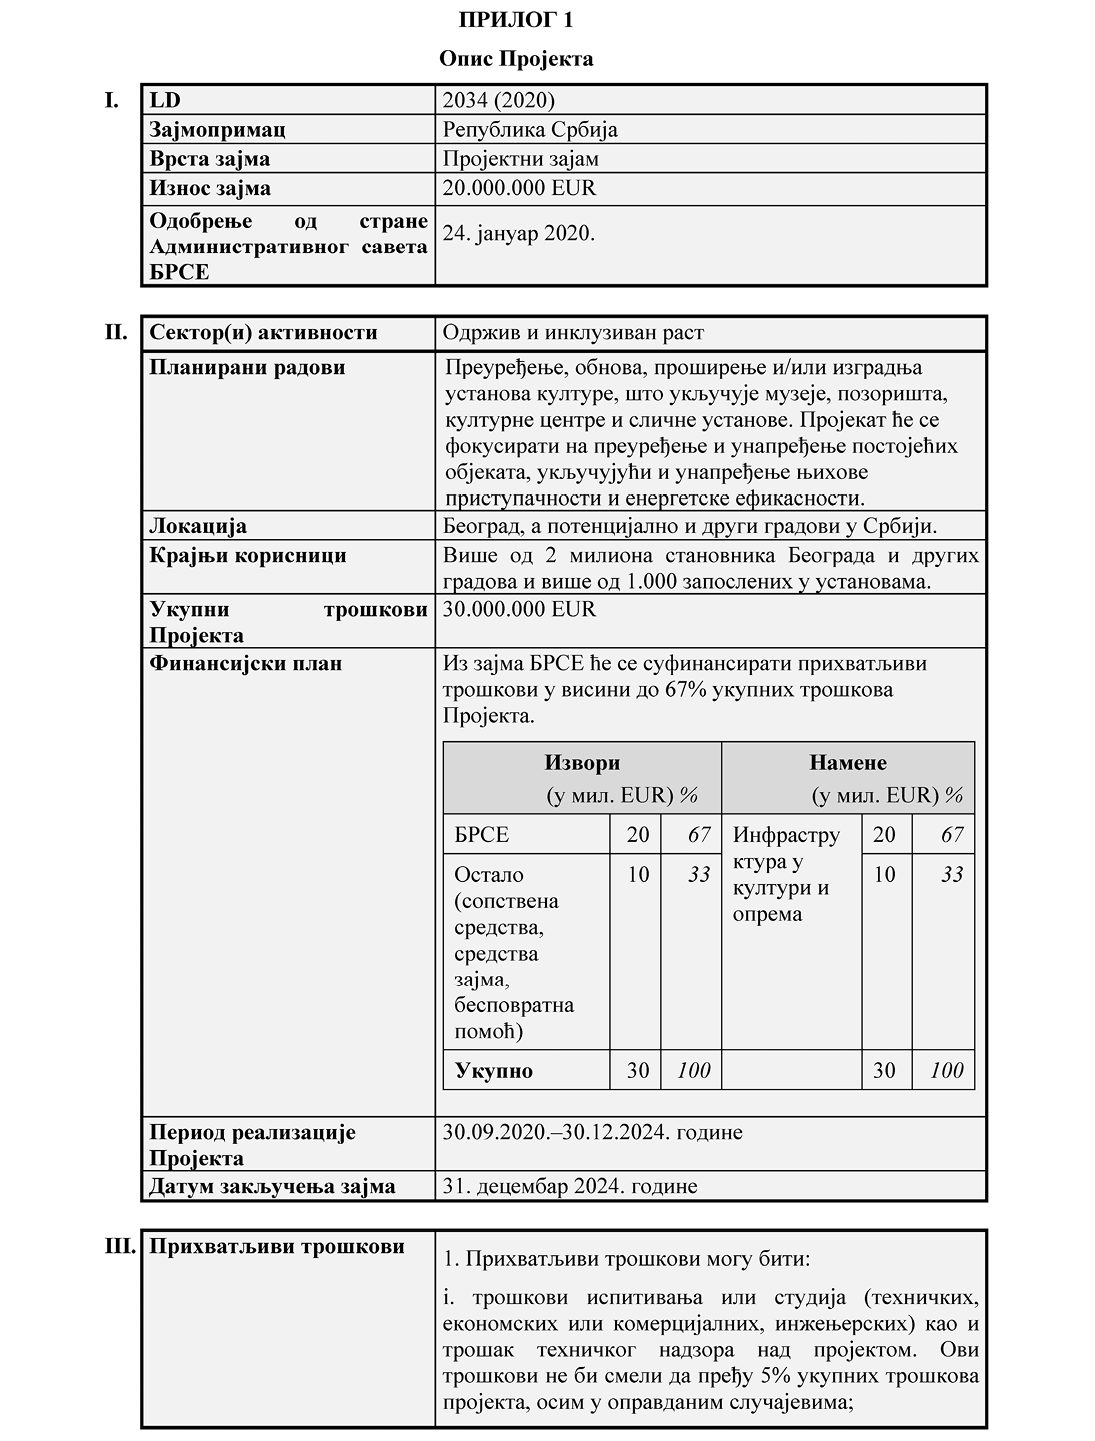 ПРИЛОГ 1
Опис Пројекта
I. LD 2034 (2020)
Зајмопримац Република Србија
Врста зајма Пројектни зајам
Износ зајма 20.000.000 EUR
Одобрење од стране
Административног савета
БРСЕ
24. јануар 2020.
II. Сектор(и) активности Одржив и инклузиван раст
Планирани радови Преуређење, обнова, проширење и/или изградња
установа културе, што укључује музеје, позоришта,
културне центре и сличне установе. Пројекат ће се
фокусирати на преуређење и унапређење постојећих
објеката, укључујући и унапређење њихове
приступачности и енергетске ефикасности.
Локација Београд, а потенцијално и други градови у Србији.
Крајњи корисници Више од 2 милиона становника Београда и других
градова и више од 1.000 запослених у установама.
Укупни трошкови
Пројекта
30.000.000 EUR
Финансијски план Из зајма БРСЕ ће се суфинансирати прихватљиви
трошкови у висини до 67% укупних трошкова
Пројекта.
Извори Намене
(у мил. EUR) % (у мил. EUR) %
БРСЕ 20 67 Инфрастру 20 67
ктура у
култури и
опрема
Остало 10 33 10 33
(сопствена
средства,
средства
зајма,
бесповратна
помоћ)
Укупно 30 100 30 100
Период реализације
Пројекта
30.09.2020.–30.12.2024. године
Датум закључења зајма 31. децембар 2024. године
III. Прихватљиви трошкови 1. Прихватљиви трошкови могу бити:
i. трошкови испитивања или студија (техничких,
економских или комерцијалних, инжењерских) као и
трошак техничког надзора над пројектом. Ови
трошкови не би смели да пређу 5% укупних трошкова
пројекта, осим у оправданим случајевима;